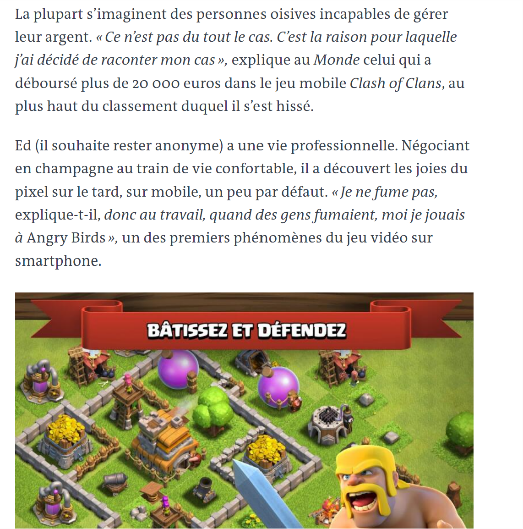 La plupart s’imaginent des personnes oisives incapables de gérer
leur argent. « Ce n’est pas du tout le cas. C’est la raison pour laquelle
j’ai décidé de raconter mon cas », explique au Monde celui qui a
déboursé plus de 20 000 euros dans le jeu mobile Clash of Clans, au
plus haut du classement duquel il s’est hissé.
Ed (il souhaite rester anonyme) a une vie professionnelle. Négociant
en champagne au train de vie confortable, il a découvert les joies du
pixel sur le tard, sur mobile, un peu par défaut. « Je ne fume pas,
explique-t-il, donc au travail, quand des gens fumaient, moi je jouais
à Angry Birds », un des premiers phénomènes du jeu vidéo sur
smartphone.
BÂTISSEZ ET DÉFENDEZ